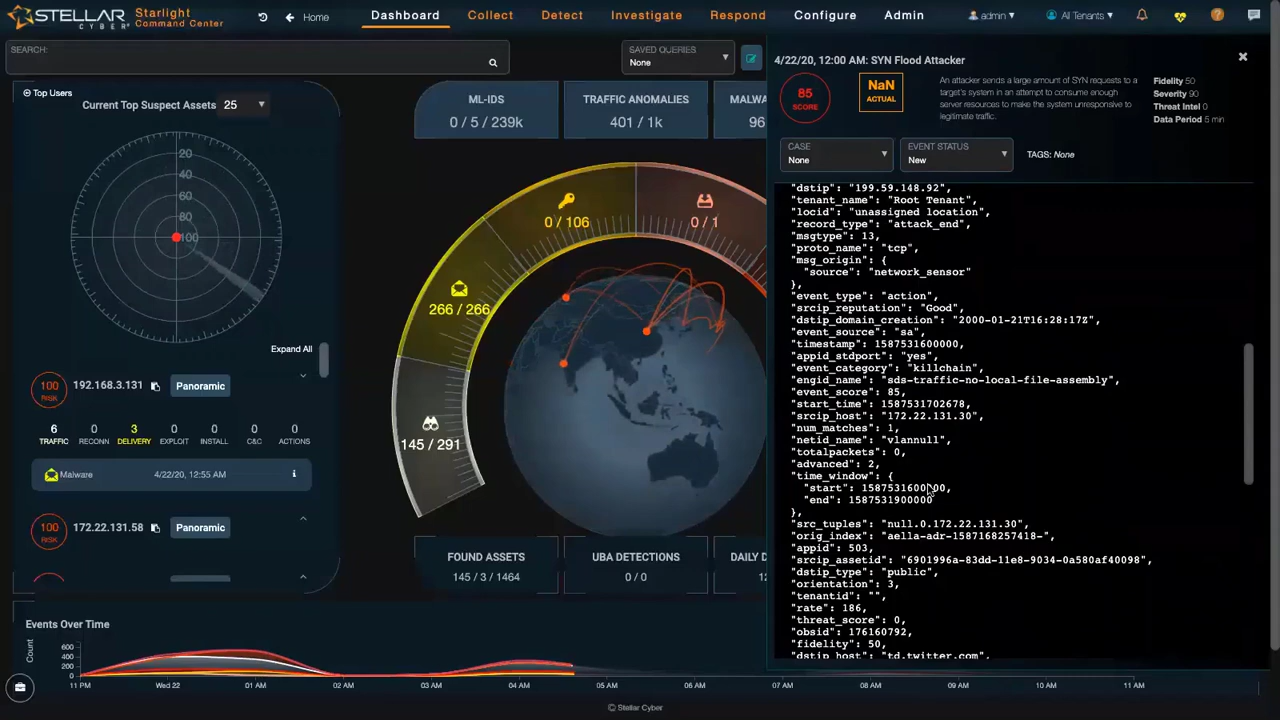 STELLAR CYBER
Starlight Command Center
Home
Dashboard
Collect
Detect
Investigate
Respond
Configure
Admin
admin
All Tenants
SEARCH:
SAVED QUERIES
None
Top Users
Current Top Suspect Assets
25
20
40
60
80
100
Expand All
100
RISK
192.168.3.131
Panoramic
6 0 3 0 0 0 0
TRAFFIC RECONN DELIVERY EXPLOIT INSTALL C&C ACTIONS
Malware
4/22/20, 12:55 AM
100
RISK
172.22.131.58
Panoramic
ML-IDS
0 / 5 / 239k
TRAFFIC ANOMALIES
401 / 1k
MALWA
96
0 / 106
0 / 1
266 / 266
145 / 291
FOUND ASSETS
145 / 3 / 1464
UBA DETECTIONS
0 / 0
DAILY D
12
Events Over Time
Count
600
400
200
0
11 PM Wed 22 01 AM 02 AM 03 AM 04 AM 05 AM 06 AM 07 AM 08 AM 09 AM 10 AM 11 AM
4/22/20, 12:00 AM: SYN Flood Attacker
85
SCORE
NaN
ACTUAL
An attacker sends a large amount of SYN requests to a
target's system in an attempt to consume enough
server resources to make the system unresponsive to
legitimate traffic.
Fidelity 50
Severity 90
Threat Intel 0
Data Period 5 min
CASE
None
EVENT STATUS
New
TAGS: None
"dstip": "199.59.148.92",
"tenant_name": "Root Tenant",
"locid": "unassigned location",
"record_type": "attack_end",
"msgtype": 13,
"proto_name": "tcp",
"msg_origin": {
"source": "network_sensor"
},
"event_type": "action",
"srcip_reputation": "Good",
"dstip_domain_creation": "2000-01-21T16:28:17Z",
"event_source": "sa",
"timestamp": 1587531600000,
"appid_stdport": "yes",
"event_category": "killchain",
"engid_name": "sds-traffic-no-local-file-assembly",
"event_score": 85,
"start_time": 1587531702678,
"srcip_host": "172.22.131.30",
"num_matches": 1,
"netid_name": "vlannull",
"totalpackets": 0,
"advanced": 2,
"time_window": {
"start": 1587531600000,
"end": 1587531900000
},
"src_tuples": "null.0.172.22.131.30",
"orig_index": "aella-adr-1587168257418-",
"appid": 503,
"srcip_assetid": "6901996a-83dd-11e8-9034-0a580af40098",
"dstip_type": "public",
"orientation": 3,
"tenantid": "",
"rate": 186,
"threat_score": 0,
"obsid": 176160792,
"fidelity": 50,
"dstip_host": "td.twitter.com",
© Stellar Cyber